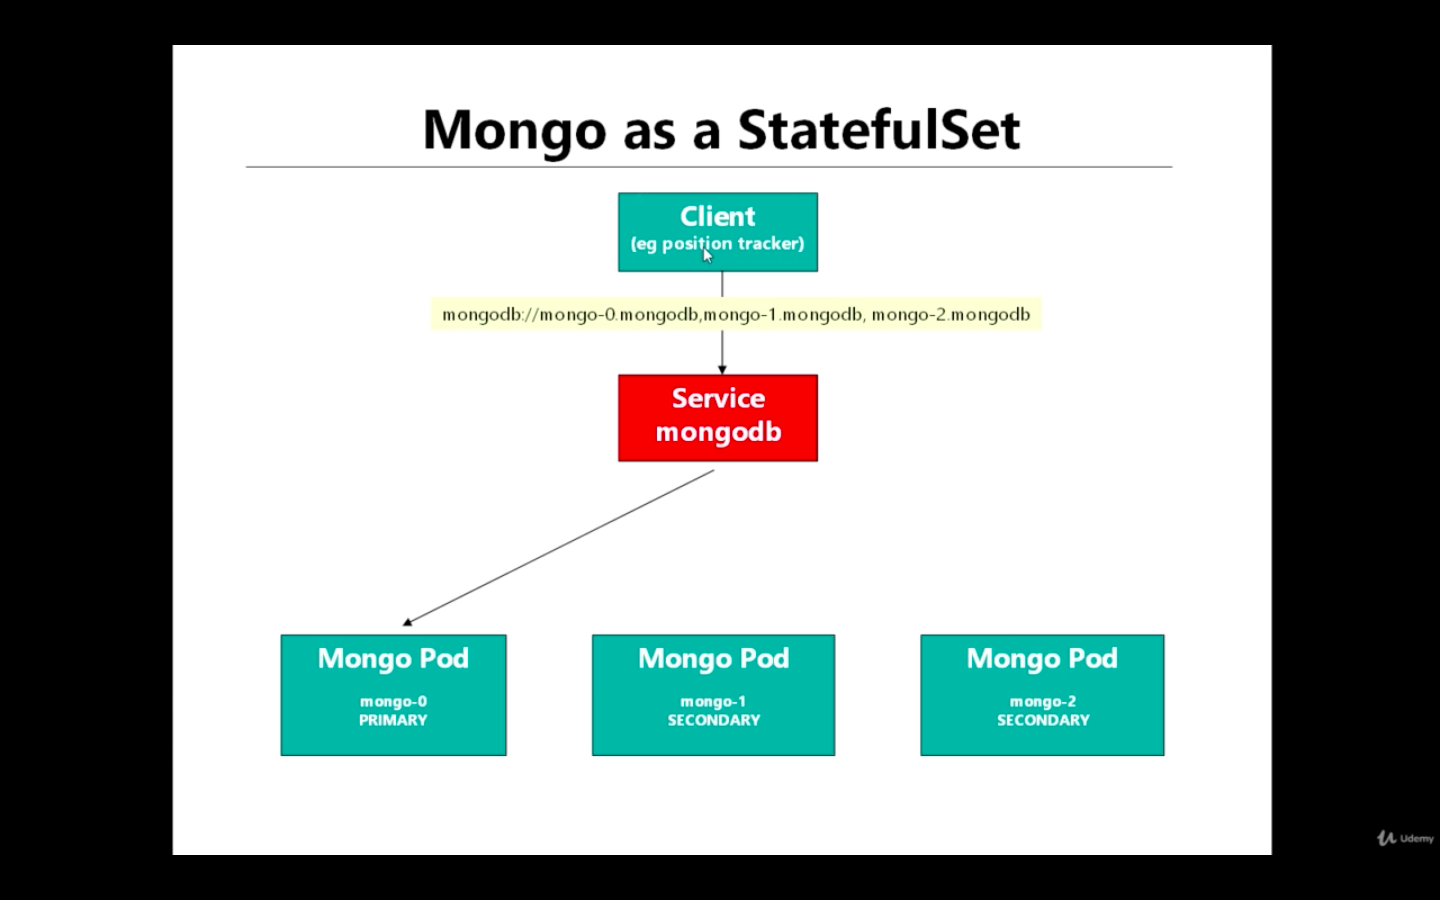 Mongo as a StatefulSet
Client
(eg position tracker)
mongodb://mongo-0.mongodb,mongo-1.mongodb, mongo-2.mongodb
Service
mongodb
Mongo Pod
mongo-0
PRIMARY
Mongo Pod
mongo-1
SECONDARY
Mongo Pod
mongo-2
SECONDARY
Udemy